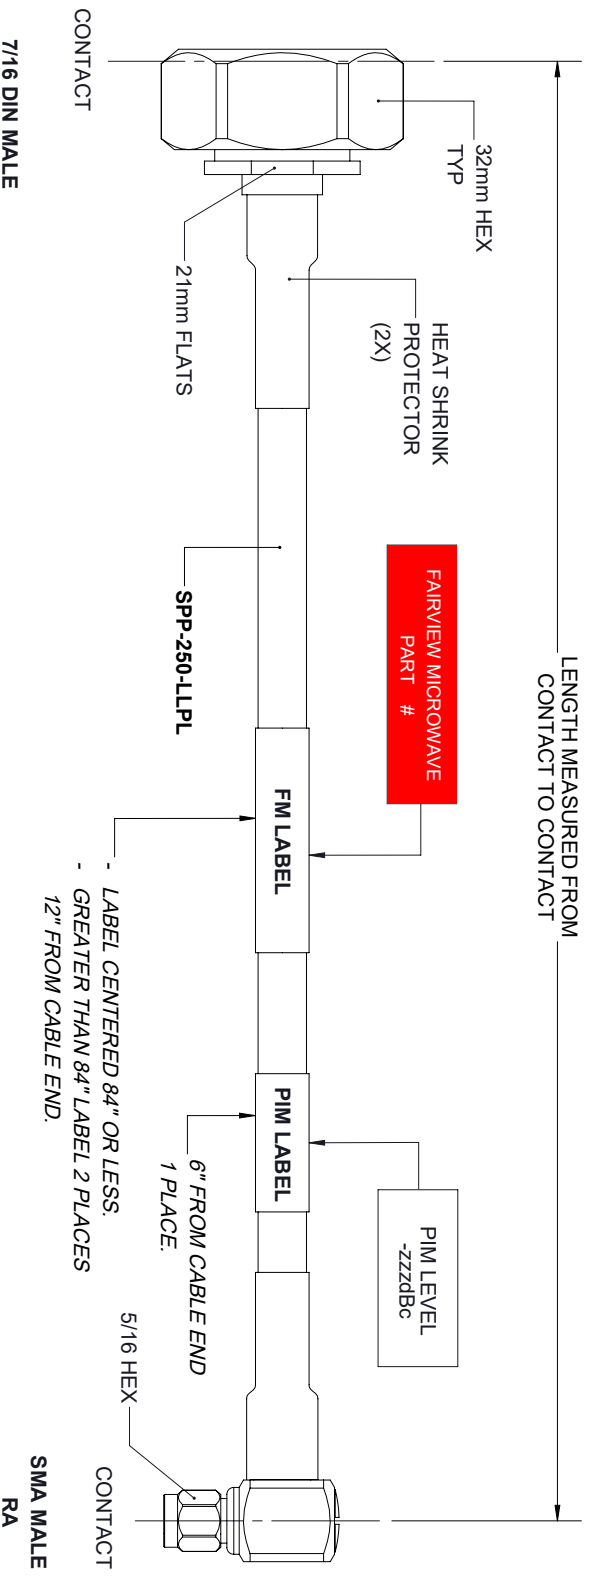 LENGTH MEASURED FROM
CONTACT TO CONTACT
32mm HEX
TYP
HEAT SHRINK
PROTECTOR
(2X)
FAIRVIEW MICROWAVE
PART #
PIM LEVEL
-zzzdBc
FM LABEL
PIM LABEL
21mm FLATS
SPP-250-LLPL
6" FROM CABLE END
1 PLACE.
- LABEL CENTERED 84" OR LESS.
- GREATER THAN 84" LABEL 2 PLACES
12" FROM CABLE END.
5/16 HEX
CONTACT
CONTACT
7/16 DIN MALE
SMA MALE
RA